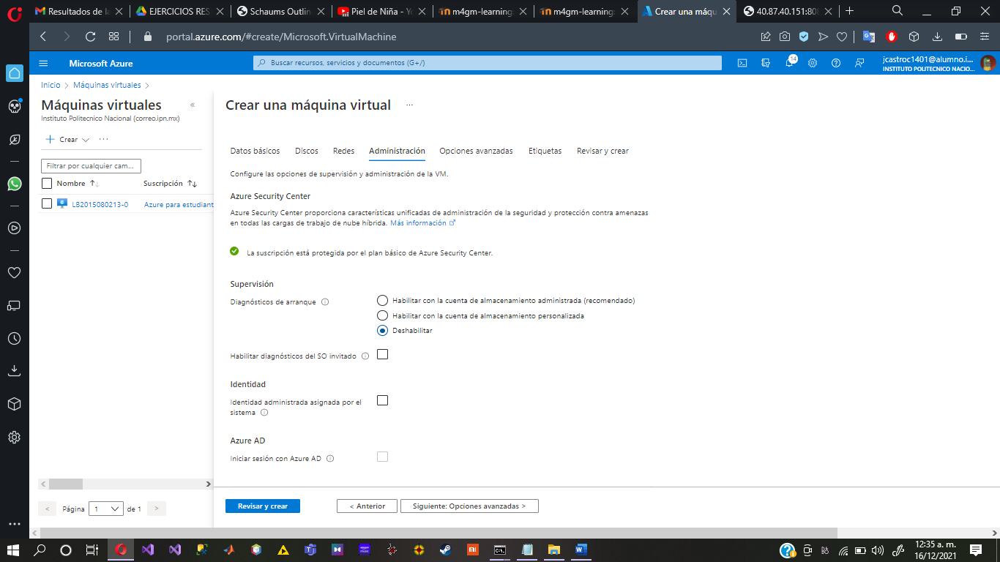 Resultados de la
EJERCICIOS RES
Schaums Outlin
Piel de Niña - Yo
m4gm-learning
m4gm-learning
Crear una máqu
40.87.40.151:808
portal.azure.com/#create/Microsoft.VirtualMachine
Microsoft Azure
Buscar recursos, servicios y documentos (G+/)
14
jcastroc1401@alumno.i...
INSTITUTO POLITECNICO NACIO...
Inicio > Máquinas virtuales >
Máquinas virtuales
«
Instituto Politecnico Nacional (correo.ipn.mx)
+ Crear
...
Filtrar por cualquier cam...
Nombre ↑↓
Suscripción ↑↓
LB2015080213-0
Azure para estudiant
< Página 1 de 1 >
Crear una máquina virtual ...
Datos básicos
Discos
Redes
Administración
Opciones avanzadas
Etiquetas
Revisar y crear
Configure las opciones de supervisión y administración de la VM.
Azure Security Center
Azure Security Center proporciona características unificadas de administración de la seguridad y protección contra amenazas
en todas las cargas de trabajo de nube híbrida. Más información
La suscripción está protegida por el plan básico de Azure Security Center.
Supervisión
Diagnósticos de arranque
Habilitar con la cuenta de almacenamiento administrada (recomendado)
Habilitar con la cuenta de almacenamiento personalizada
Deshabilitar
Habilitar diagnósticos del SO invitado
Identidad
Identidad administrada asignada por el
sistema
Azure AD
Iniciar sesión con Azure AD
Revisar y crear
< Anterior
Siguiente: Opciones avanzadas >
12:35 a. m.
16/12/2021